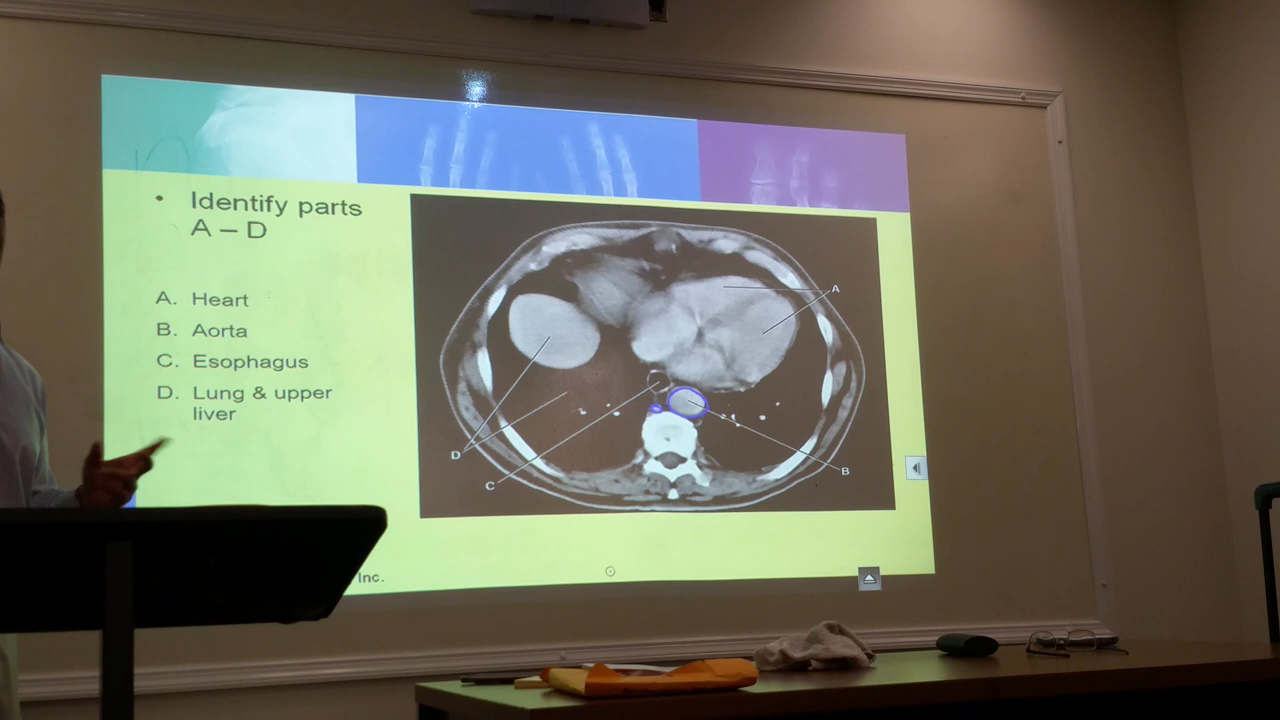 • Identify parts
A – D
A. Heart
B. Aorta
C. Esophagus
D. Lung & upper
liver
A
D
C
B
Inc.